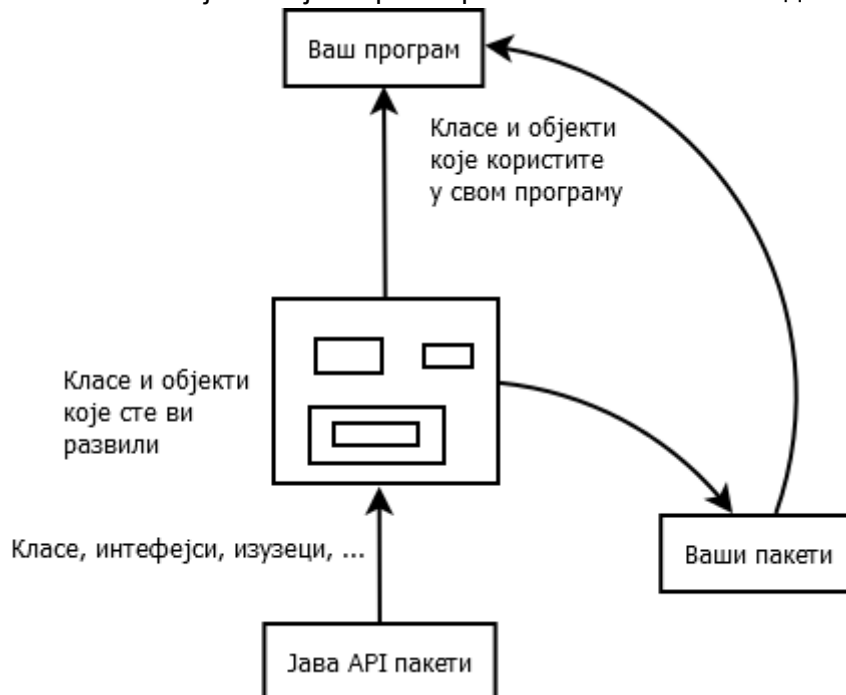 Ваш програм
Класе и објекти
које користите
у свом програму
Класе и објекти
које сте ви
развили
Класе, интефејси, изузеци, ...
Ваши пакети
Јава API пакети